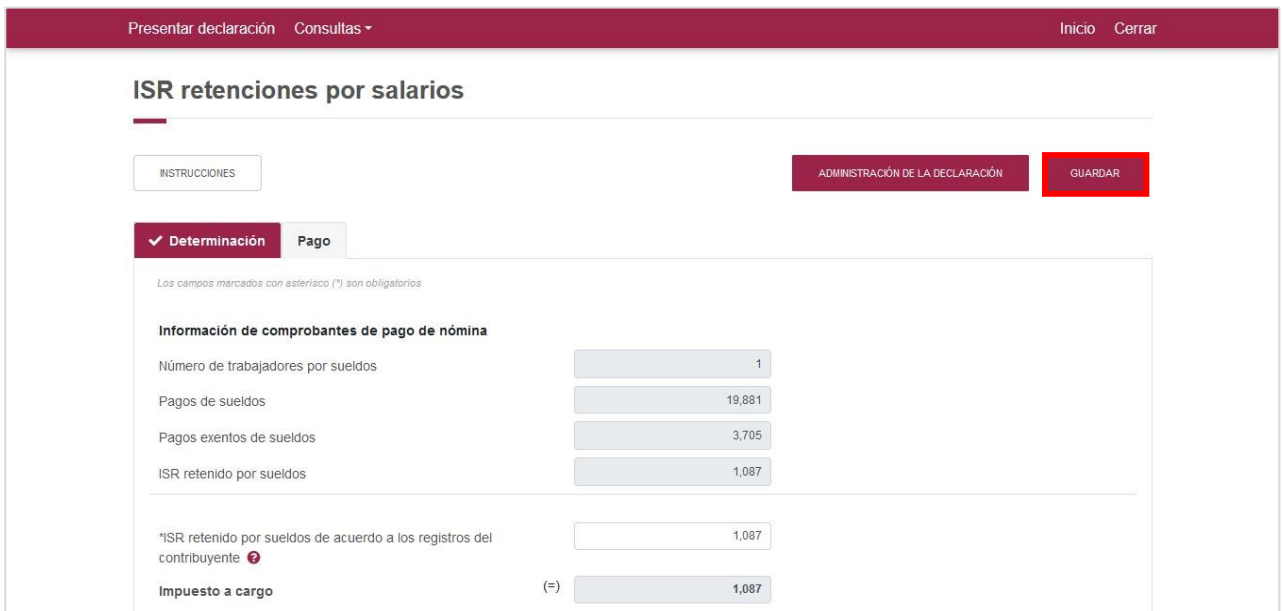 Presentar declaración Consultas Inicio Cerrar
ISR retenciones por salarios
INSTRUCCIONES ADMINISTRACIÓN DE LA DECLARACIÓN GUARDAR
Determinación Pago
Los campos marcados con asterisco (*) son obligatorios
Información de comprobantes de pago de nómina
Número de trabajadores por sueldos 1
Pagos de sueldos 19,881
Pagos exentos de sueldos 3,705
ISR retenido por sueldos 1,087
*ISR retenido por sueldos de acuerdo a los registros del 1,087
contribuyente ?
Impuesto a cargo (=) 1,087